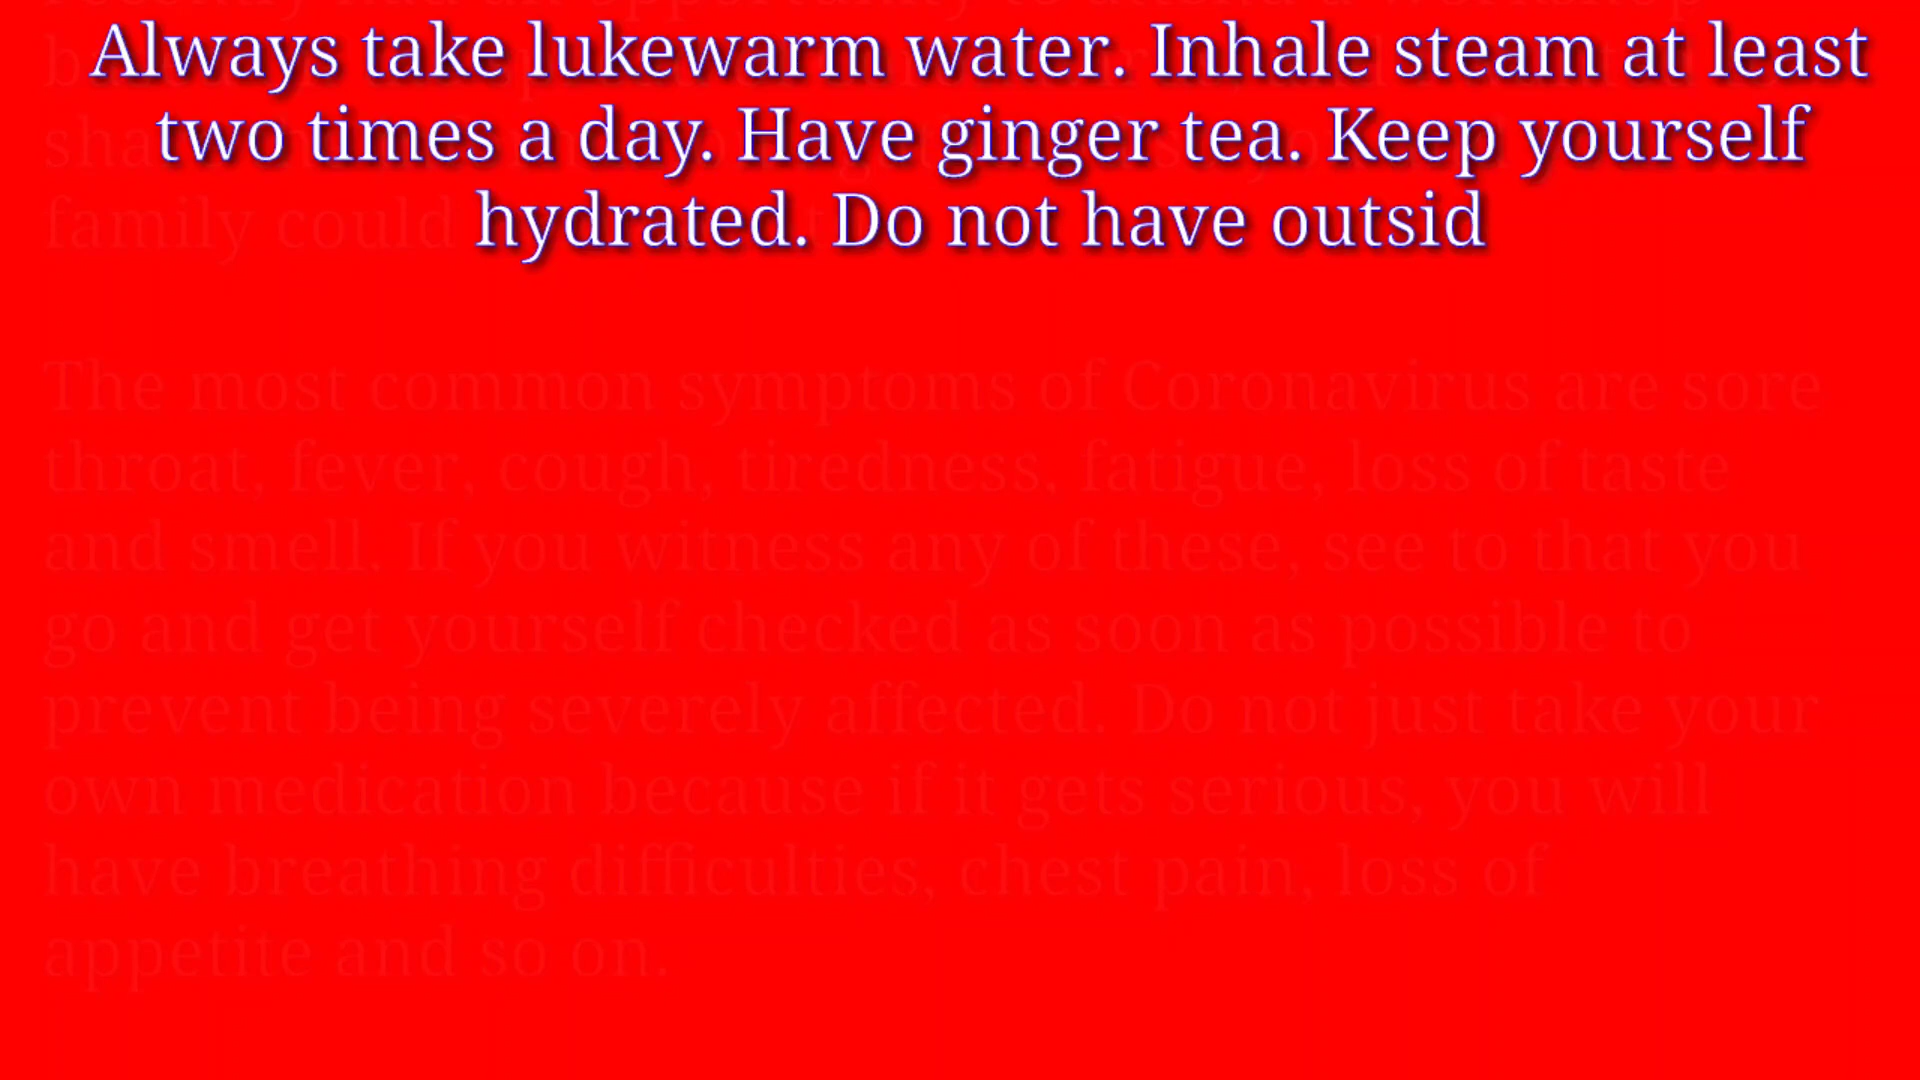 Always take lukewarm water. Inhale steam at least
two times a day. Have ginger tea. Keep yourself
hydrated. Do not have outsid
family could
The most common symptoms of Coronavirus are sore
throat, fever, cough, tiredness, fatigue, loss of taste
and smell. If you witness any of these, see to that you
go and get yourself checked as soon as possible to
prevent being severely affected. Do not just take your
own medication because if it gets serious, you will
have breathing difficulties, chest pain, loss of
appetite and so on.